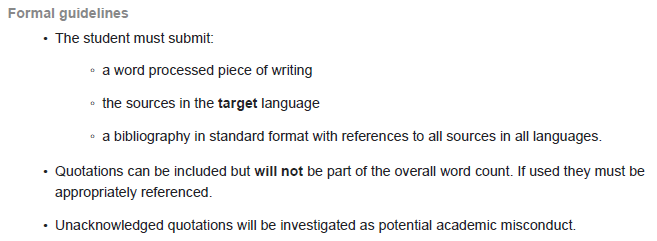 Formal guidelines
• The student must submit:
◦ a word processed piece of writing
◦ the sources in the target language
◦ a bibliography in standard format with references to all sources in all languages.
• Quotations can be included but will not be part of the overall word count. If used they must be
appropriately referenced.
• Unacknowledged quotations will be investigated as potential academic misconduct.